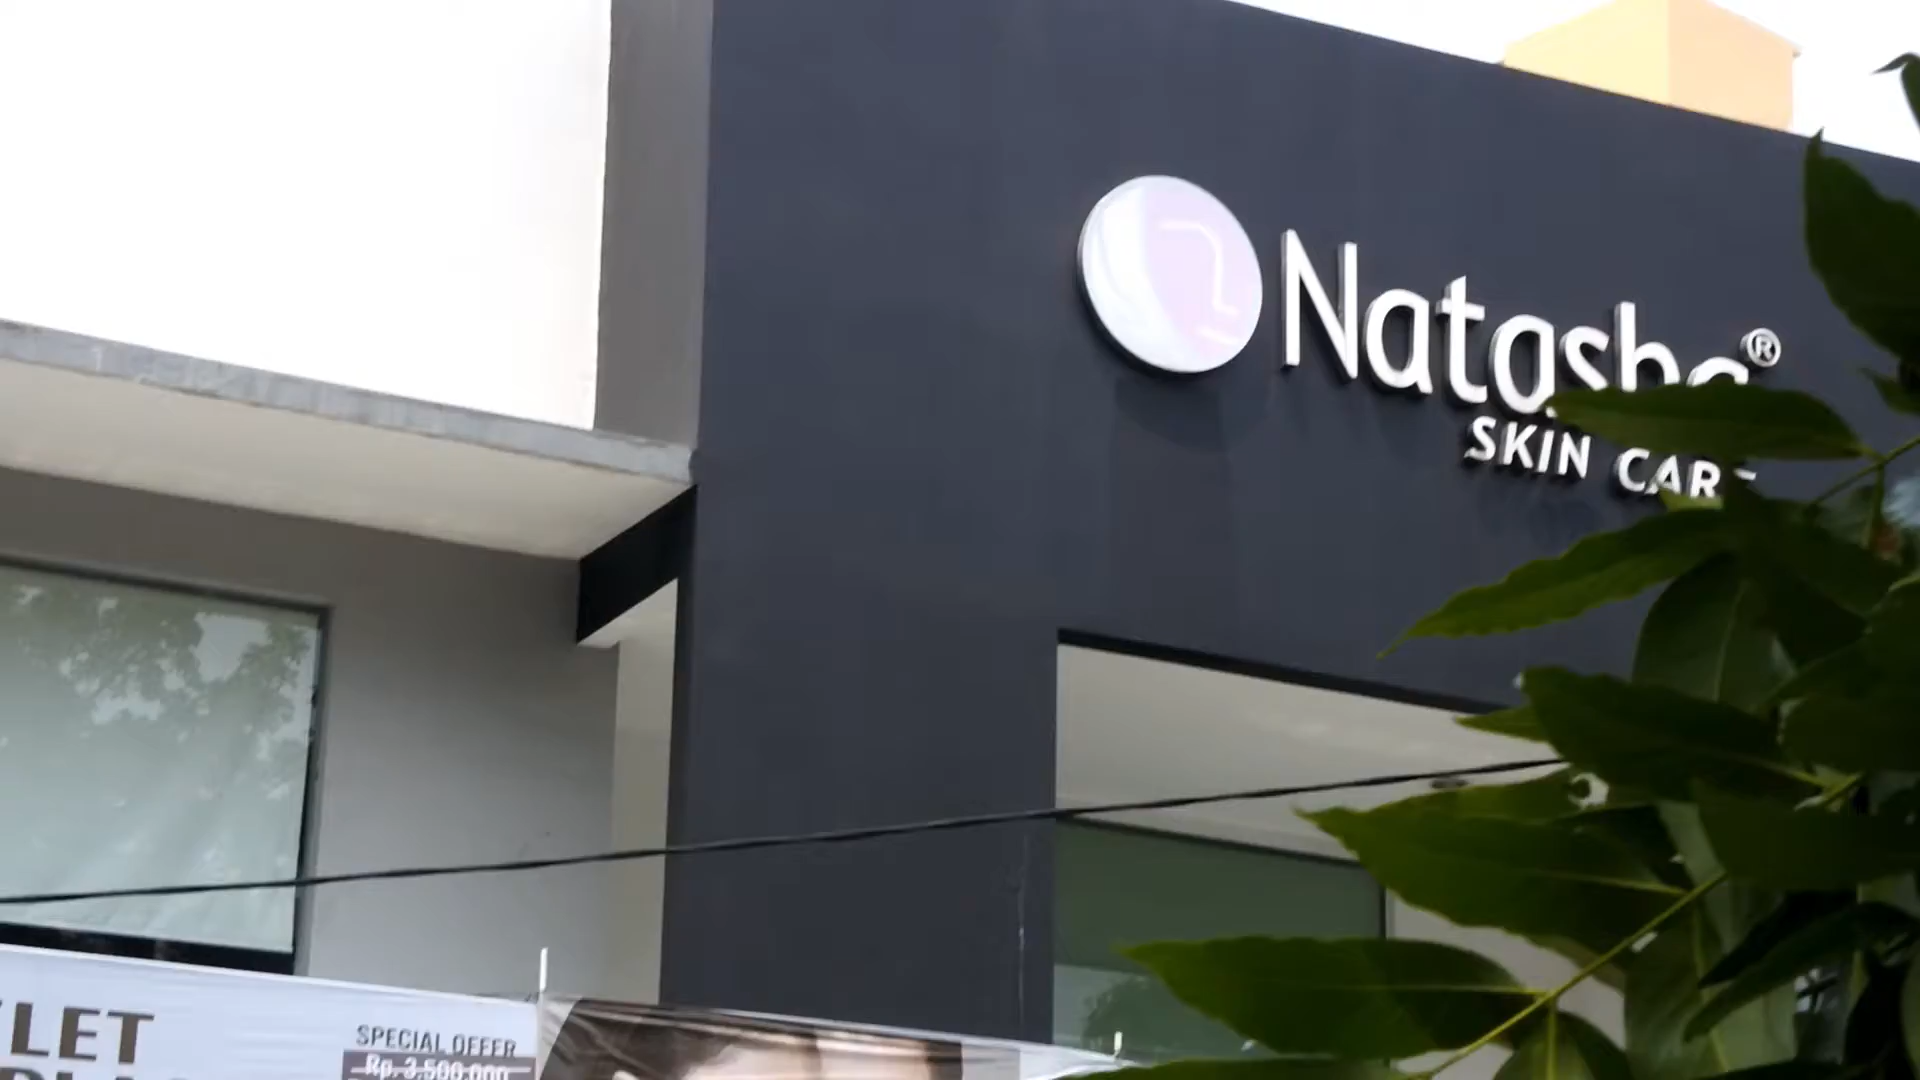 Natasha®
SKIN CARE
LET
SPECIAL OFFER
Rp. 3,500,000